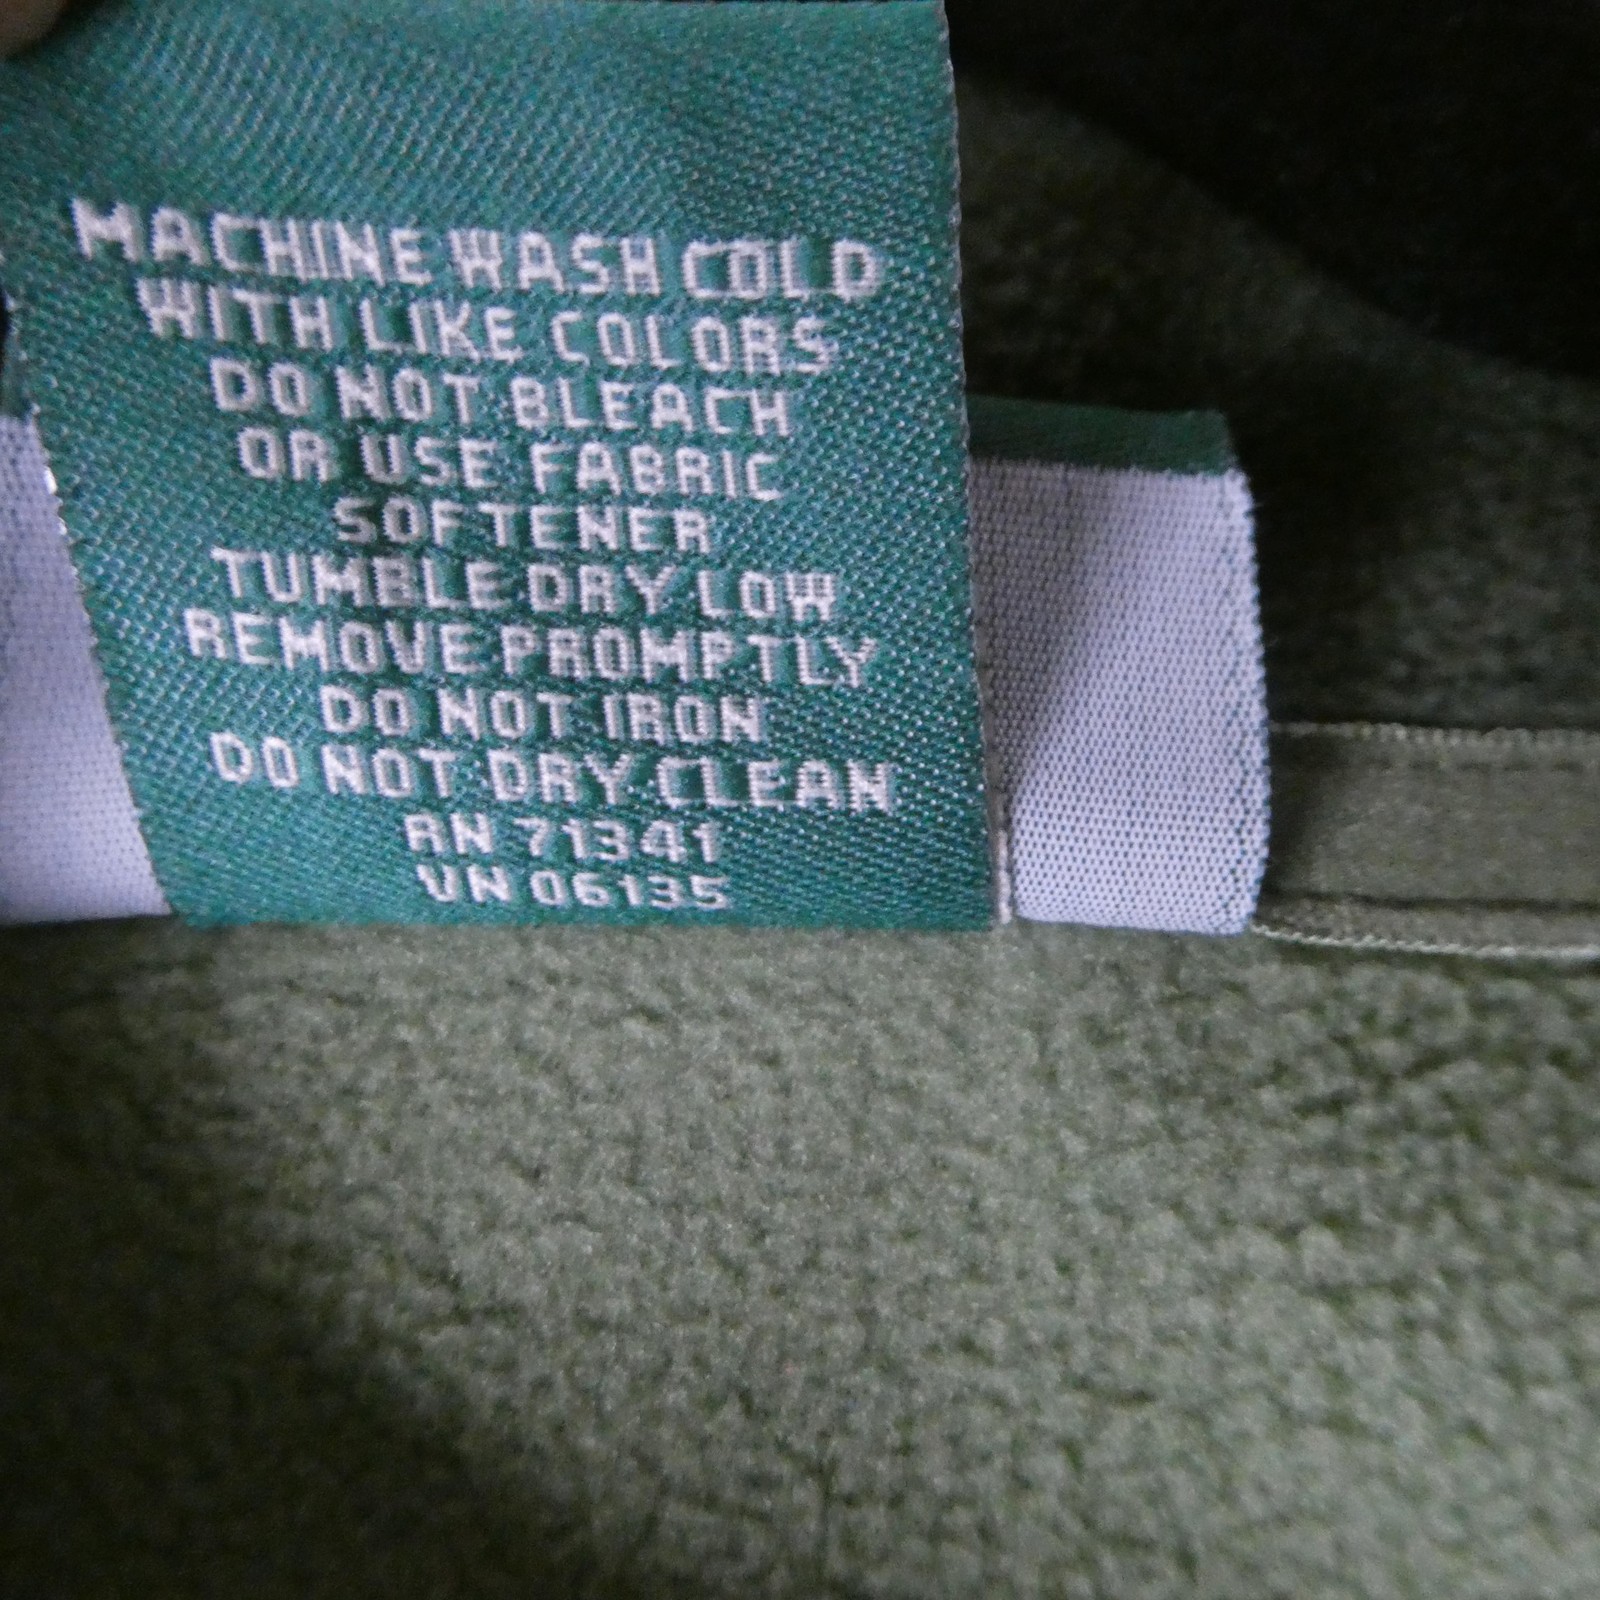 MACHINE WASH COLD
WITH LIKE COLORS
DO NOT BLEACH
OR USE FABRIC
SOFTENER
TUMBLE DRY LOW
REMOVE PROMPTLY
DO NOT IRON
DO NOT DRY CLEAN
RN 71341
VN 06135